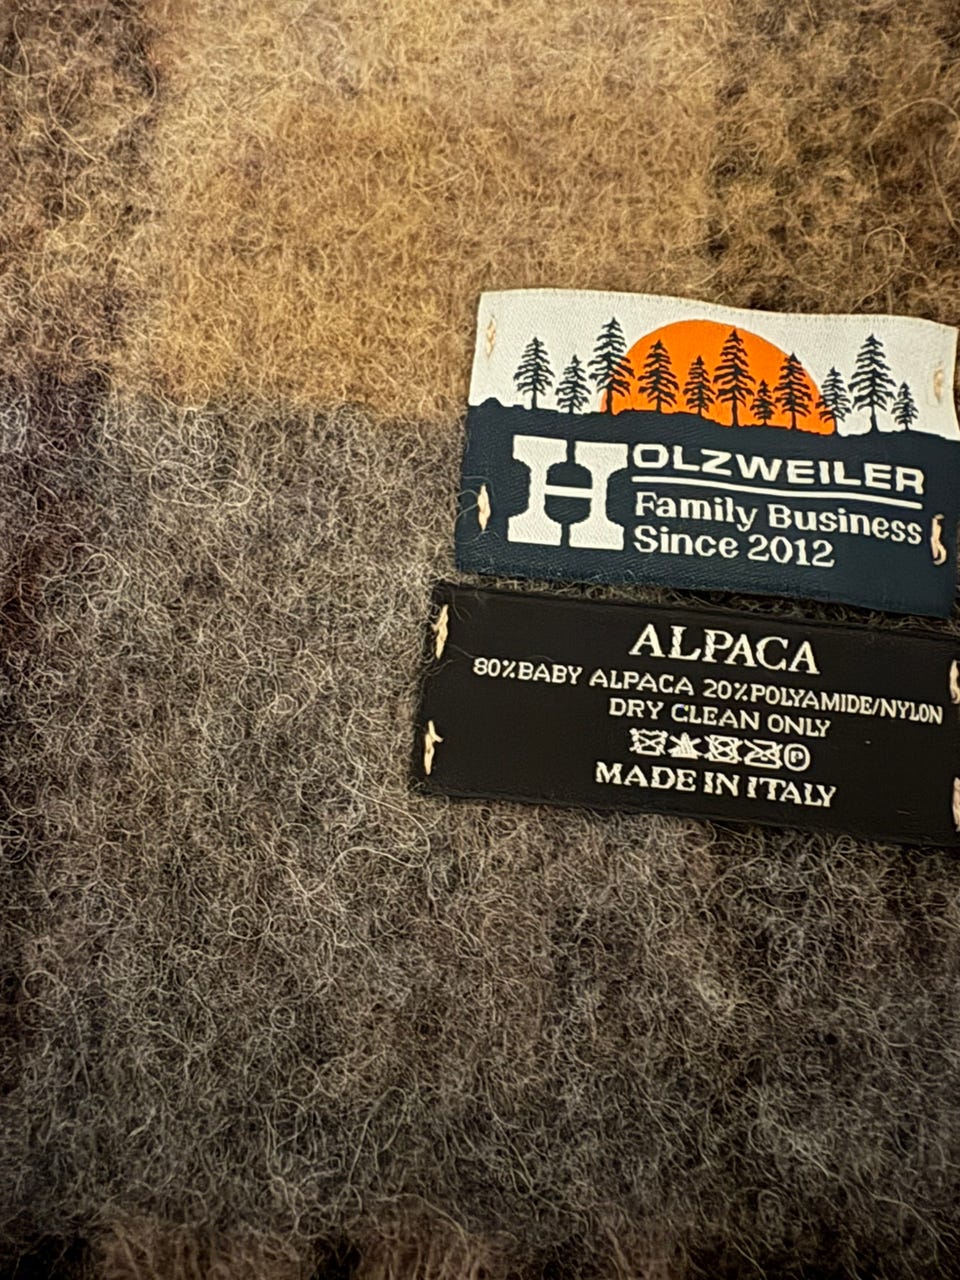 HOLZWEILER
Family Business
Since 2012
ALPACA
80%BABY ALPACA 20%POLYAMIDE/NYLON
DRY CLEAN ONLY
P
MADE IN ITALY